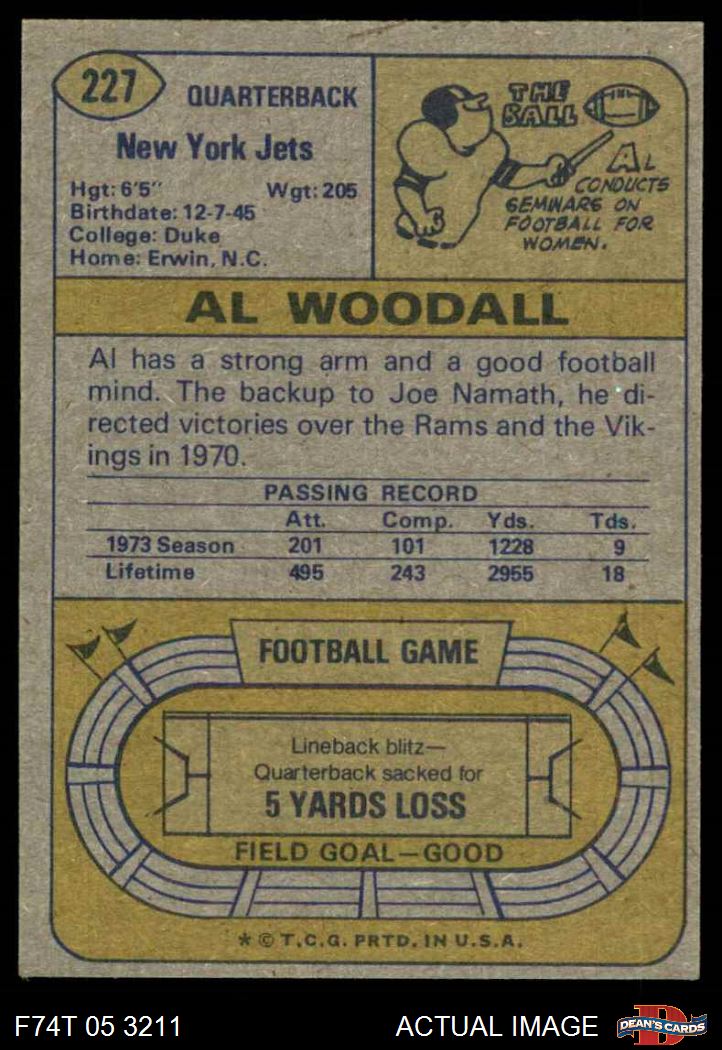 227
QUARTERBACK
New York Jets
Hgt: 6'5"
Wgt: 205
Birthdate: 12-7-45
College: Duke
Home: Erwin, N.C.
THE
BALL
AL
CONDUCTS
SEMINARS ON
FOOTBALL FOR
WOMEN.
AL WOODALL
Al has a strong arm and a good football
mind. The backup to Joe Namath, he di-
rected victories over the Rams and the Vik-
ings in 1970.
PASSING RECORD
Att. Comp. Yds. Tds.
1973 Season 201 101 1228 9
Lifetime 495 243 2955 18
FOOTBALL GAME
Lineback blitz—
Quarterback sacked for
5 YARDS LOSS
FIELD GOAL—GOOD
* © T.C.G. PRTD. IN U.S.A.
F74T 05 3211
ACTUAL IMAGE
D
DEAN'S CARDS